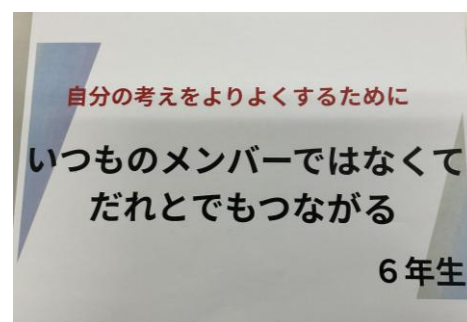 自分の考えをよりよくするために
いつものメンバーではなくて
だれとでもつながる
6年生